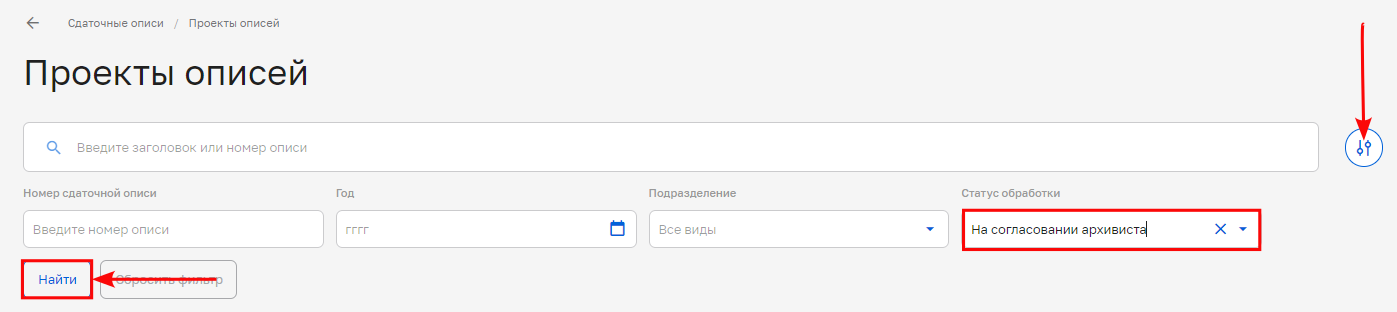 Сдаточные описи / Проекты описей
Проекты описей
Введите заголовок или номер описи
Номер сдаточной описи Год Подразделение Статус обработки
Введите номер описи гггг Все виды На согласовании архивиста
Найти Сбросить фильтр